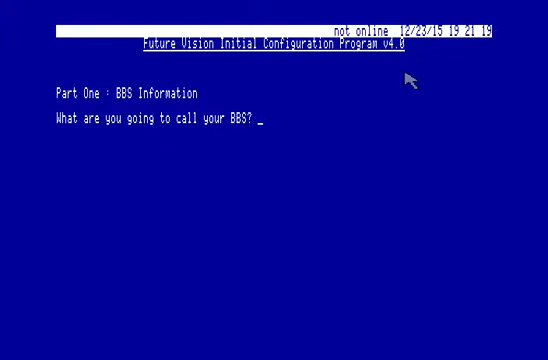 not online 12/23/15 19 21 19
Future Vision Initial Configuration Program v4.0
Part One : BBS Information
What are you going to call your BBS? _